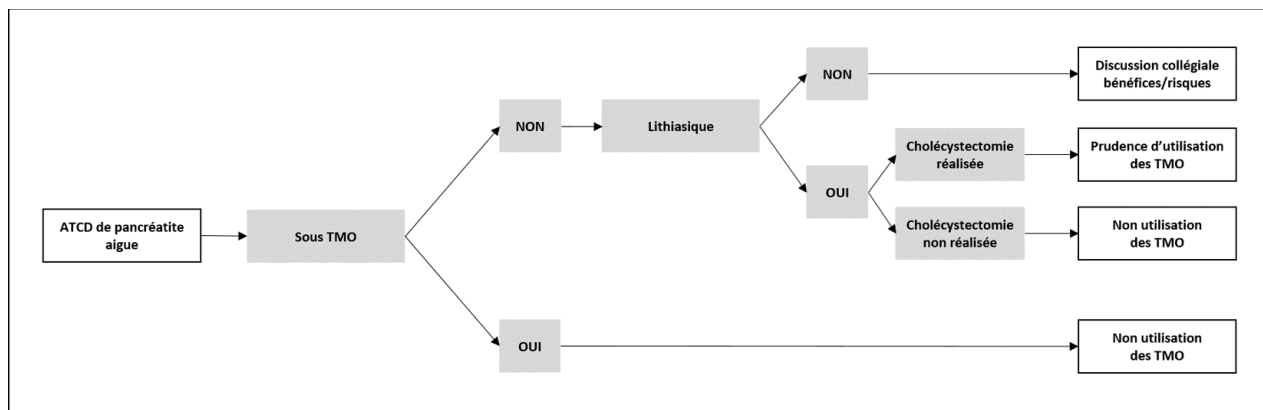 ATCD de pancréatite
aigue
Sous TMO
NON
Lithiasique
NON
Discussion collégiale
bénéfices/risques
OUI
Cholécystectomie
réalisée
Prudence d'utilisation
des TMO
Cholécystectomie
non réalisée
Non utilisation
des TMO
OUI
Non utilisation
des TMO